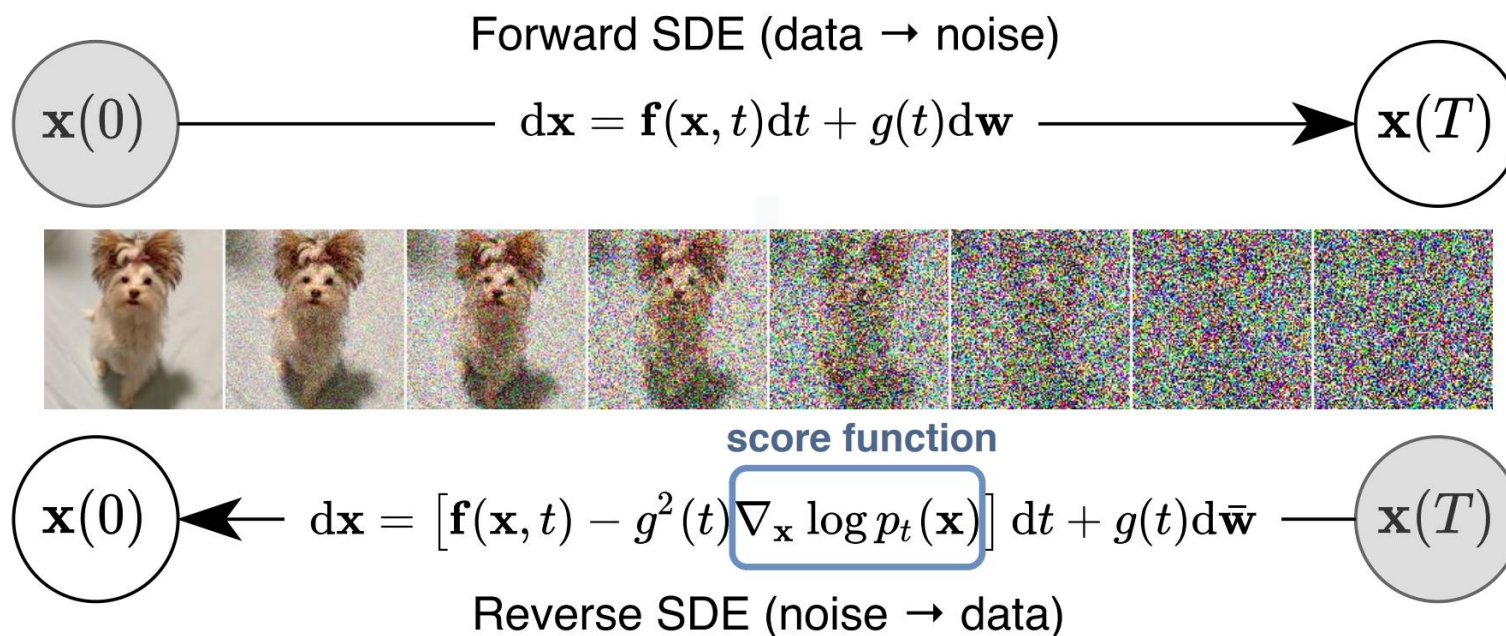 Forward SDE (data → noise)
𝐱(0) d𝐱 = 𝐟(𝐱, t)dt + g(t)d𝐰 𝐱(T)
score function
𝐱(0) d𝐱 = [𝐟(𝐱, t) − g²(t)∇𝐱 log pₜ(𝐱)] dt + g(t)d𝐰̄ 𝐱(T)
Reverse SDE (noise → data)